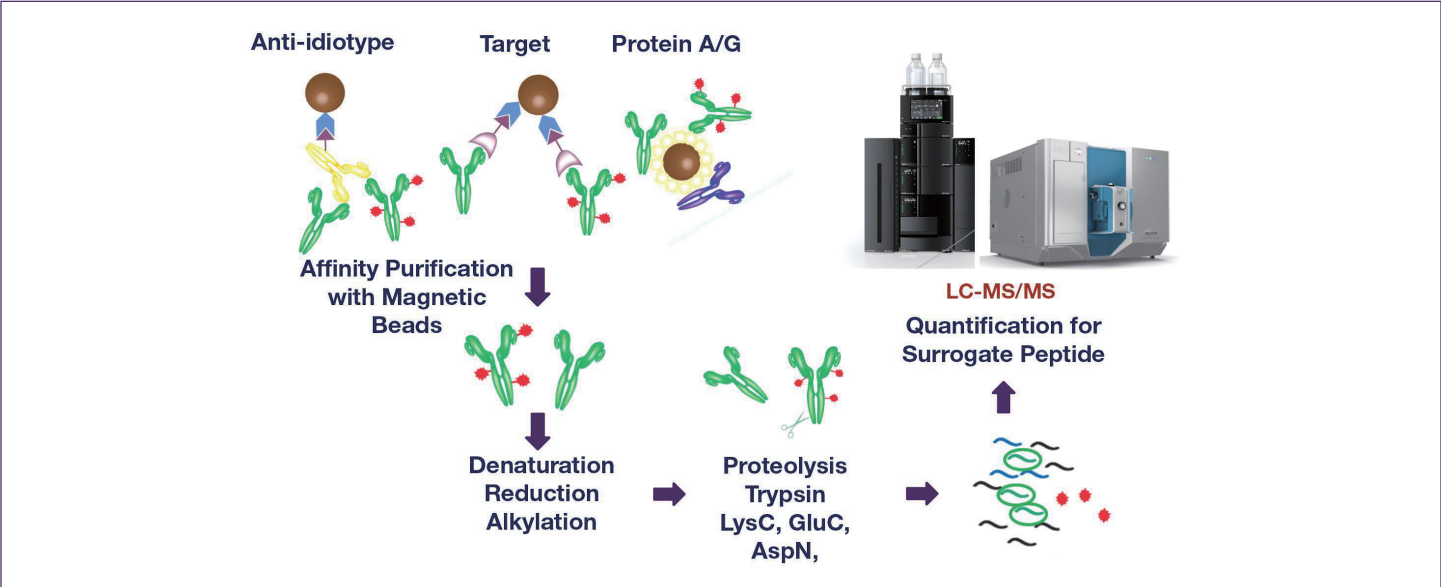 Anti-idiotype
Target
Protein A/G
Affinity Purification
with Magnetic
Beads
Denaturation
Reduction
Alkylation
Proteolysis
Trypsin
LysC, GluC,
AspN,
LC-MS/MS
Quantification for
Surrogate Peptide